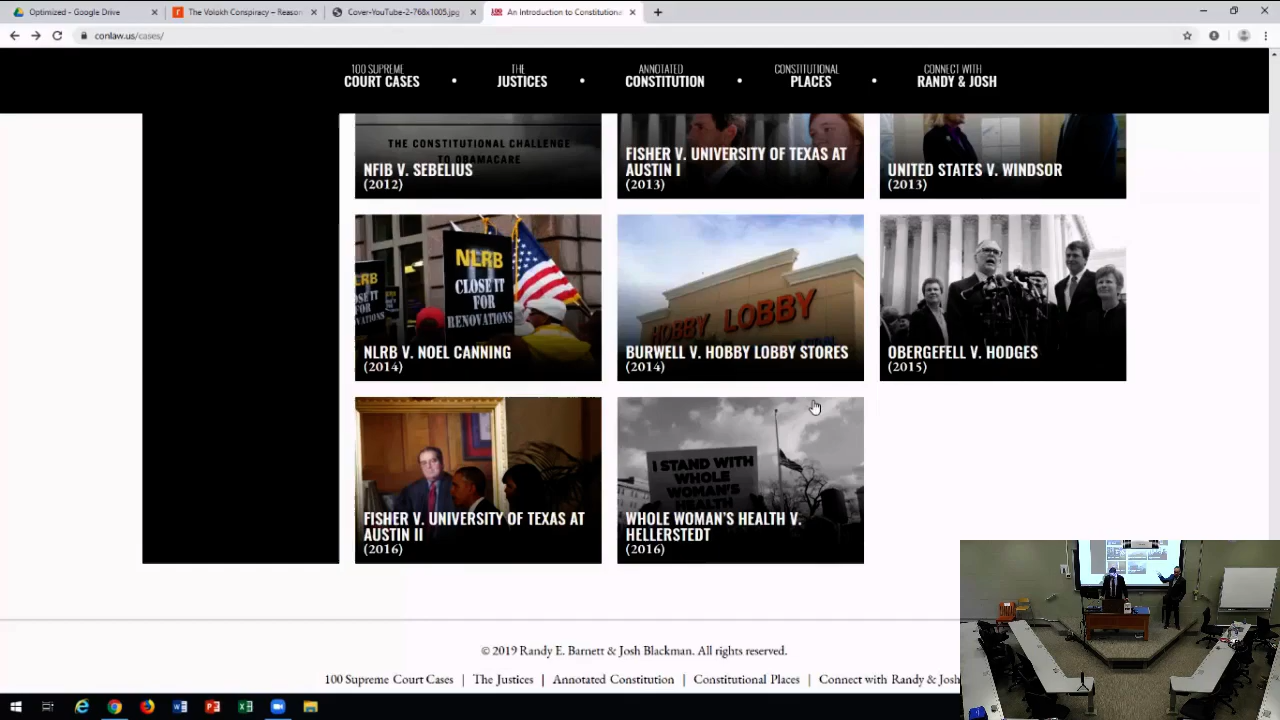 Optimized - Google Drive
The Volokh Conspiracy – Reason
Cover-YouTube-2-768x1005.jpg
An Introduction to Constitutional
conlaw.us/cases/
100 SUPREME
COURT CASES
THE
JUSTICES
ANNOTATED
CONSTITUTION
CONSTITUTIONAL
PLACES
CONNECT WITH
RANDY & JOSH
THE CONSTITUTIONAL CHALLENGE
TO OBAMACARE
NFIB V. SEBELIUS
(2012)
FISHER V. UNIVERSITY OF TEXAS AT
AUSTIN I
(2013)
UNITED STATES V. WINDSOR
(2013)
NLRB
CLOSE IT
FOR
RENOVATIONS
NLRB V. NOEL CANNING
(2014)
HOBBY LOBBY
BURWELL V. HOBBY LOBBY STORES
(2014)
OBERGEFELL V. HODGES
(2015)
FISHER V. UNIVERSITY OF TEXAS AT
AUSTIN II
(2016)
I STAND WITH
WHOLE
WOMAN'S
HEALTH
WHOLE WOMAN'S HEALTH V.
HELLERSTEDT
(2016)
© 2019 Randy E. Barnett & Josh Blackman. All rights reserved.
100 Supreme Court Cases | The Justices | Annotated Constitution | Constitutional Places | Connect with Randy & Josh